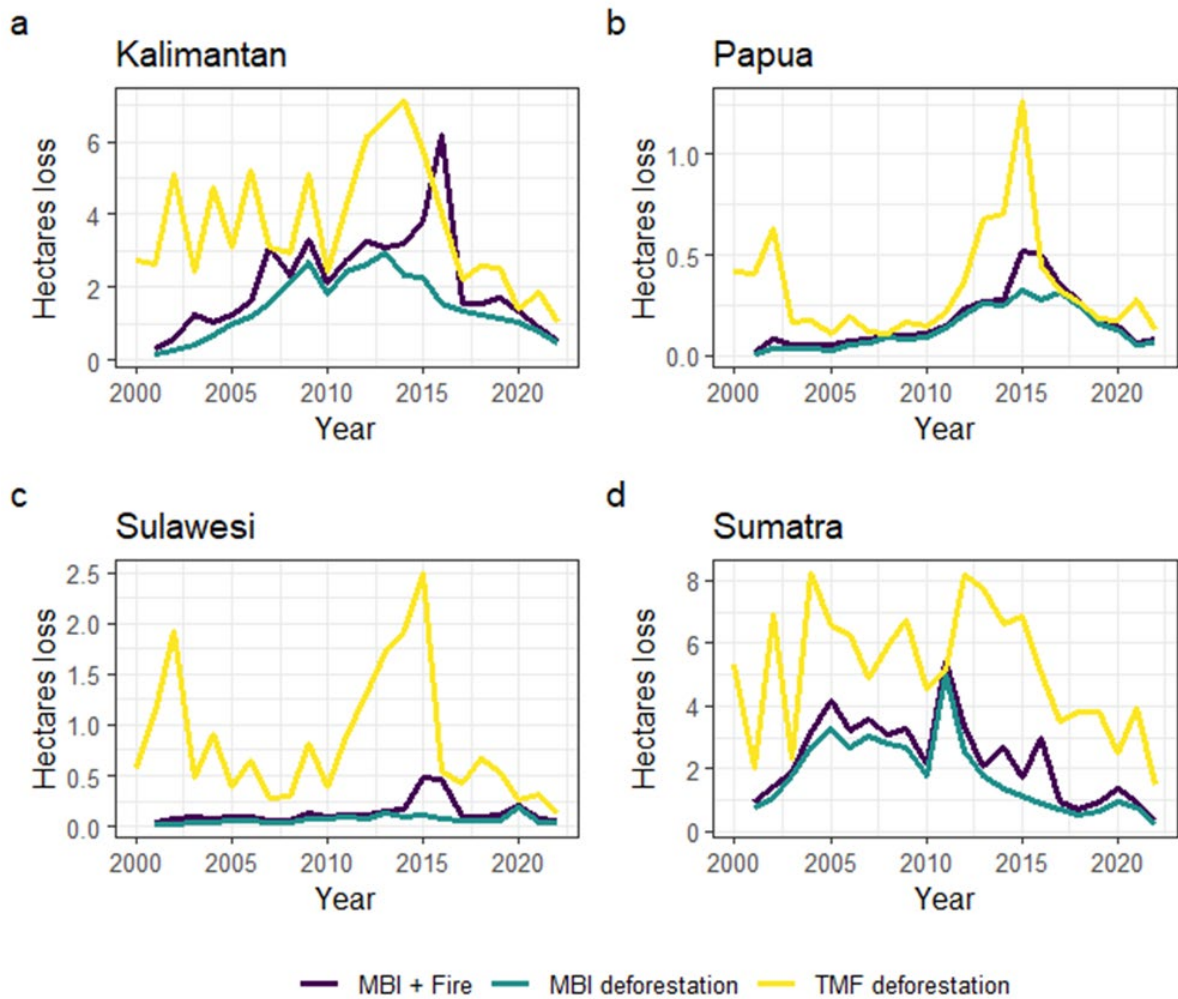 a
Kalimantan
Hectares loss
6
4
2
0
2000 2005 2010 2015 2020
Year
b
Papua
Hectares loss
1.0
0.5
0.0
2000 2005 2010 2015 2020
Year
c
Sulawesi
Hectares loss
2.5
2.0
1.5
1.0
0.5
0.0
2000 2005 2010 2015 2020
Year
d
Sumatra
Hectares loss
8
6
4
2
0
2000 2005 2010 2015 2020
Year
MBI + Fire MBI deforestation TMF deforestation